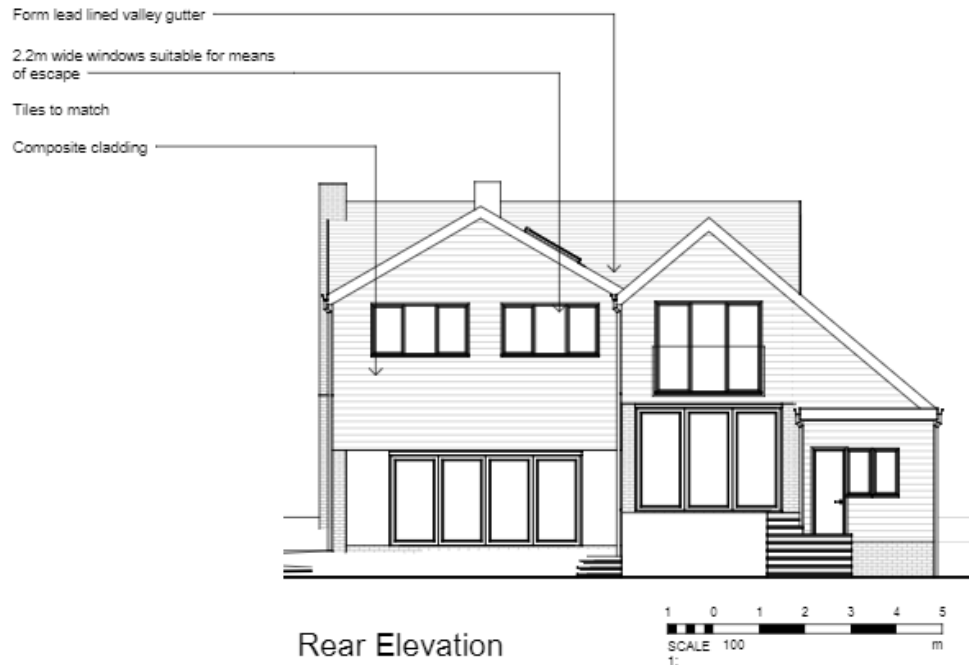 Form lead lined valley gutter
2.2m wide windows suitable for means
of escape
Tiles to match
Composite cladding
Rear Elevation
1 0 1 2 3 4 5
SCALE 100 m
1: